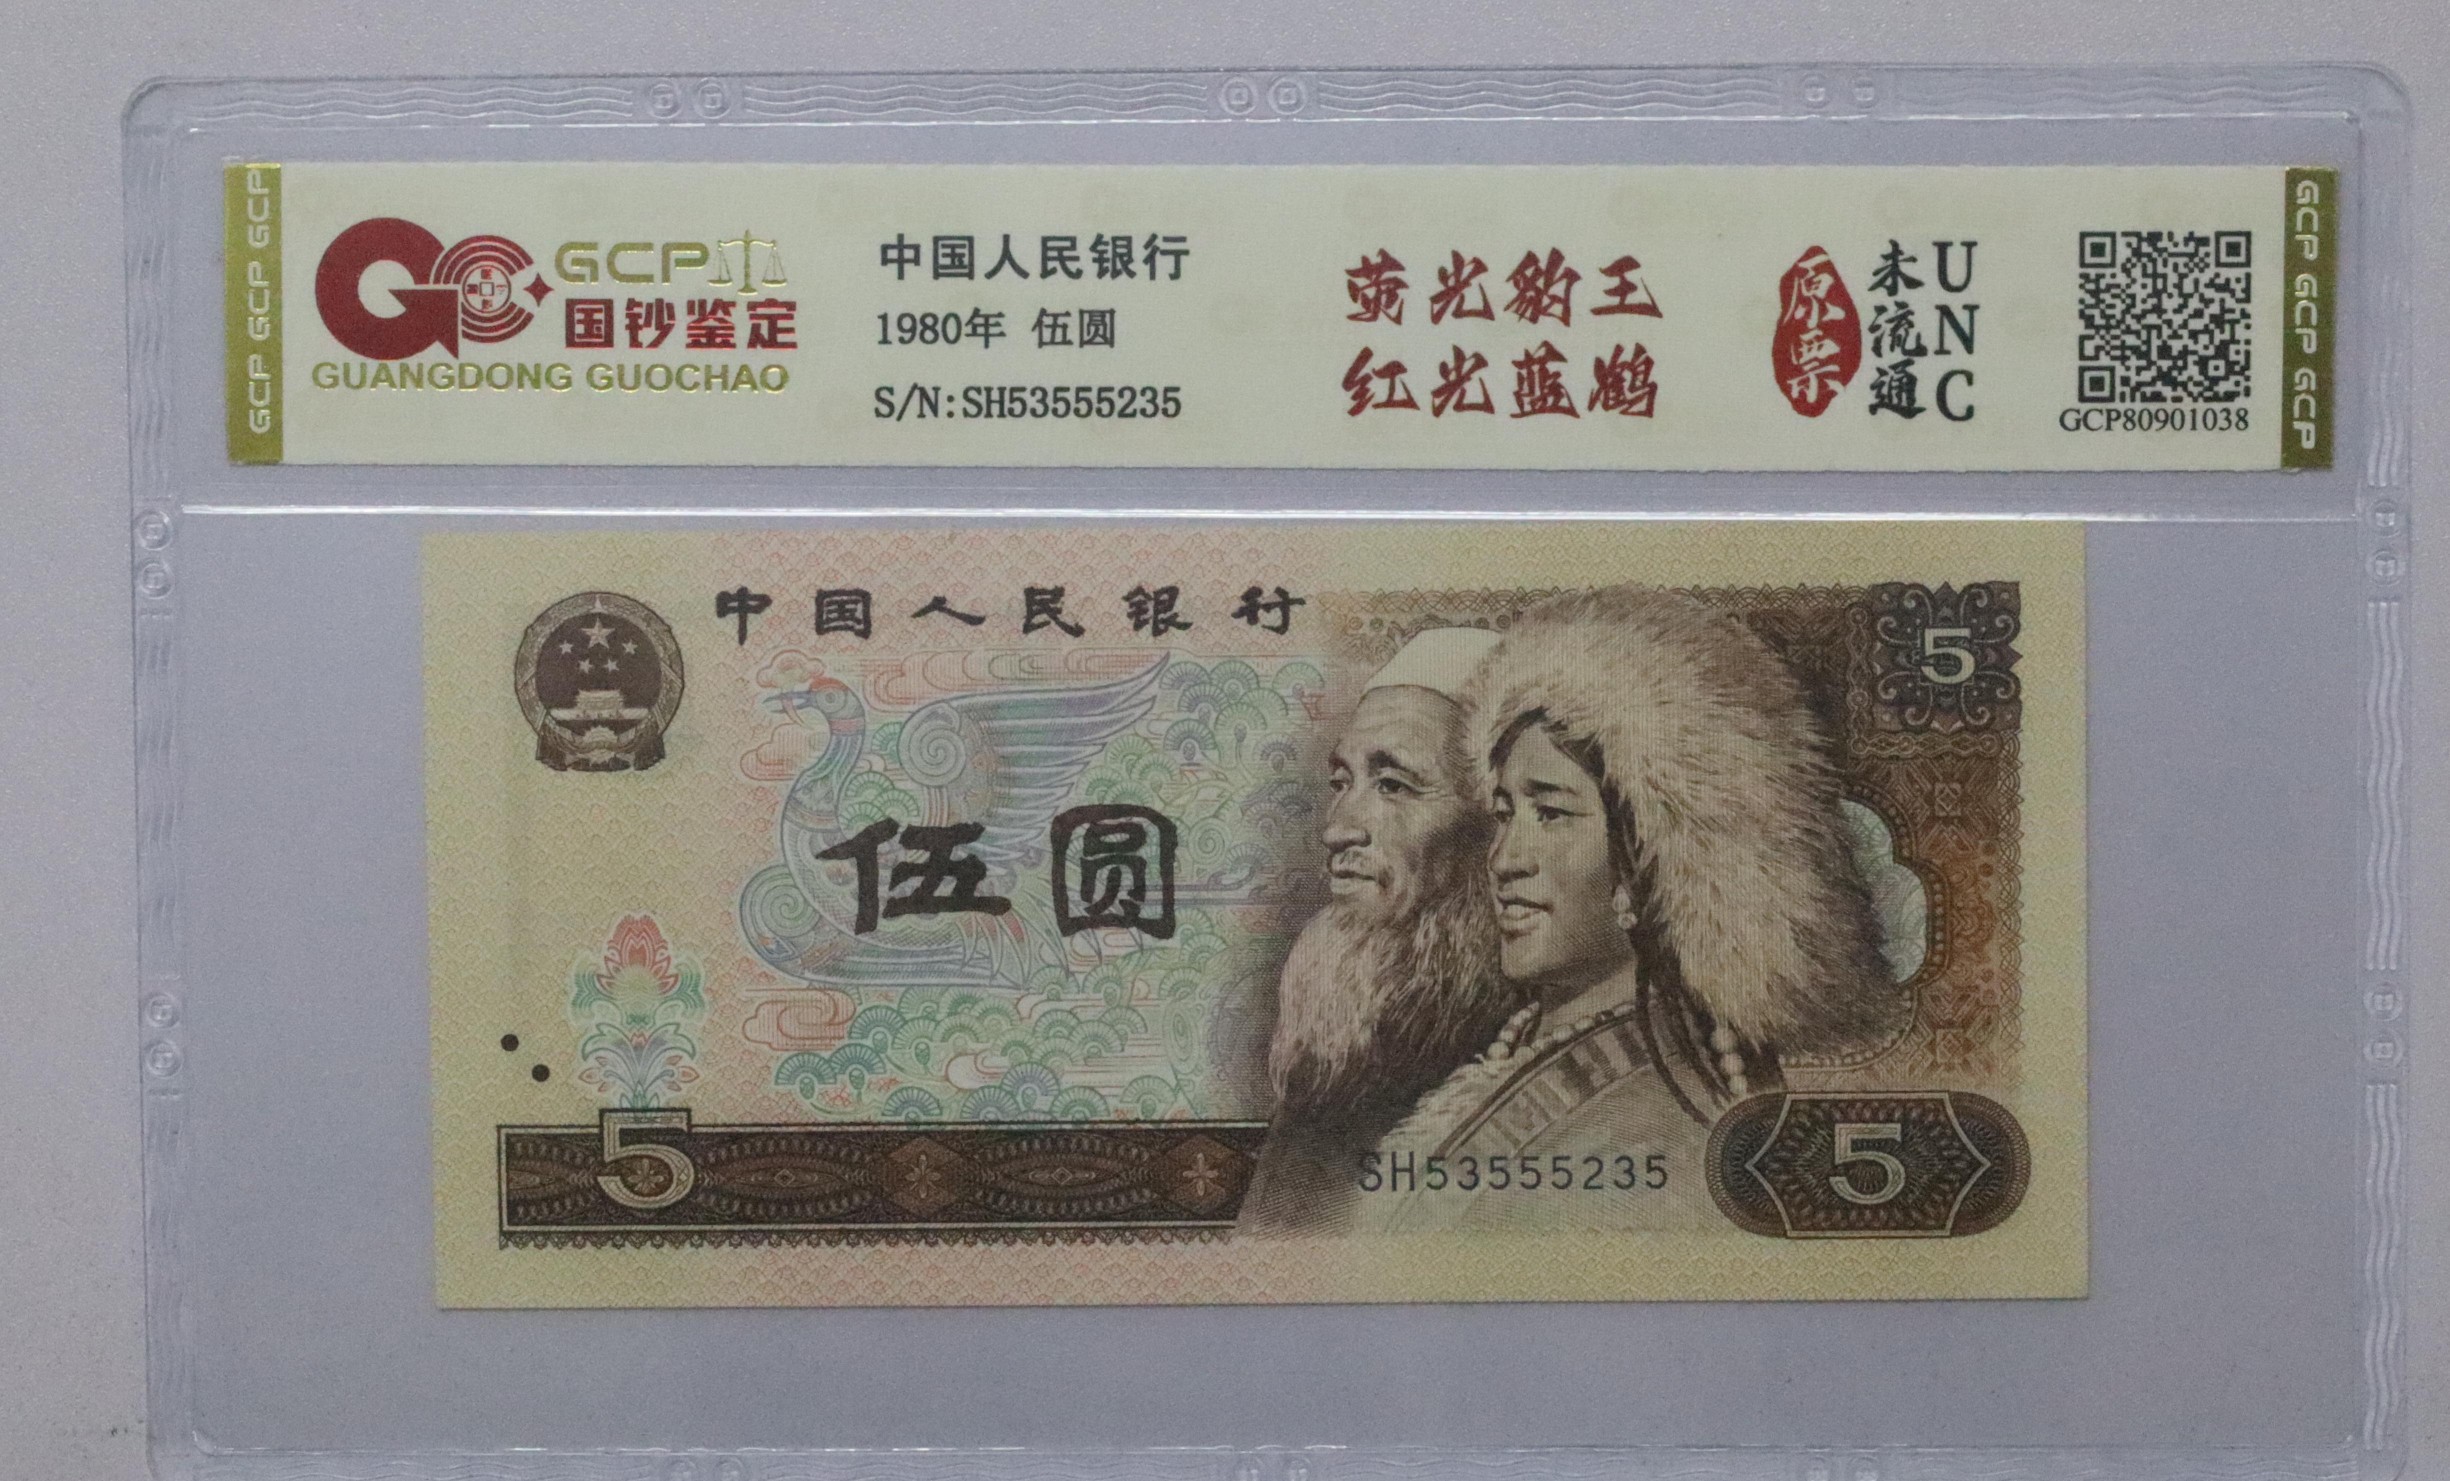 GCP GCP GCP
GCP
国钞鉴定
GUANGDONG GUOCHAO
中国人民银行
1980年 伍圆
S/N:SH53555235
荧光豹王
红光蓝鹤
原票
未流通
UNC
GCP80901038
GCP GCP GCP
中国人民银行
5
伍圆
5
SH53555235
5